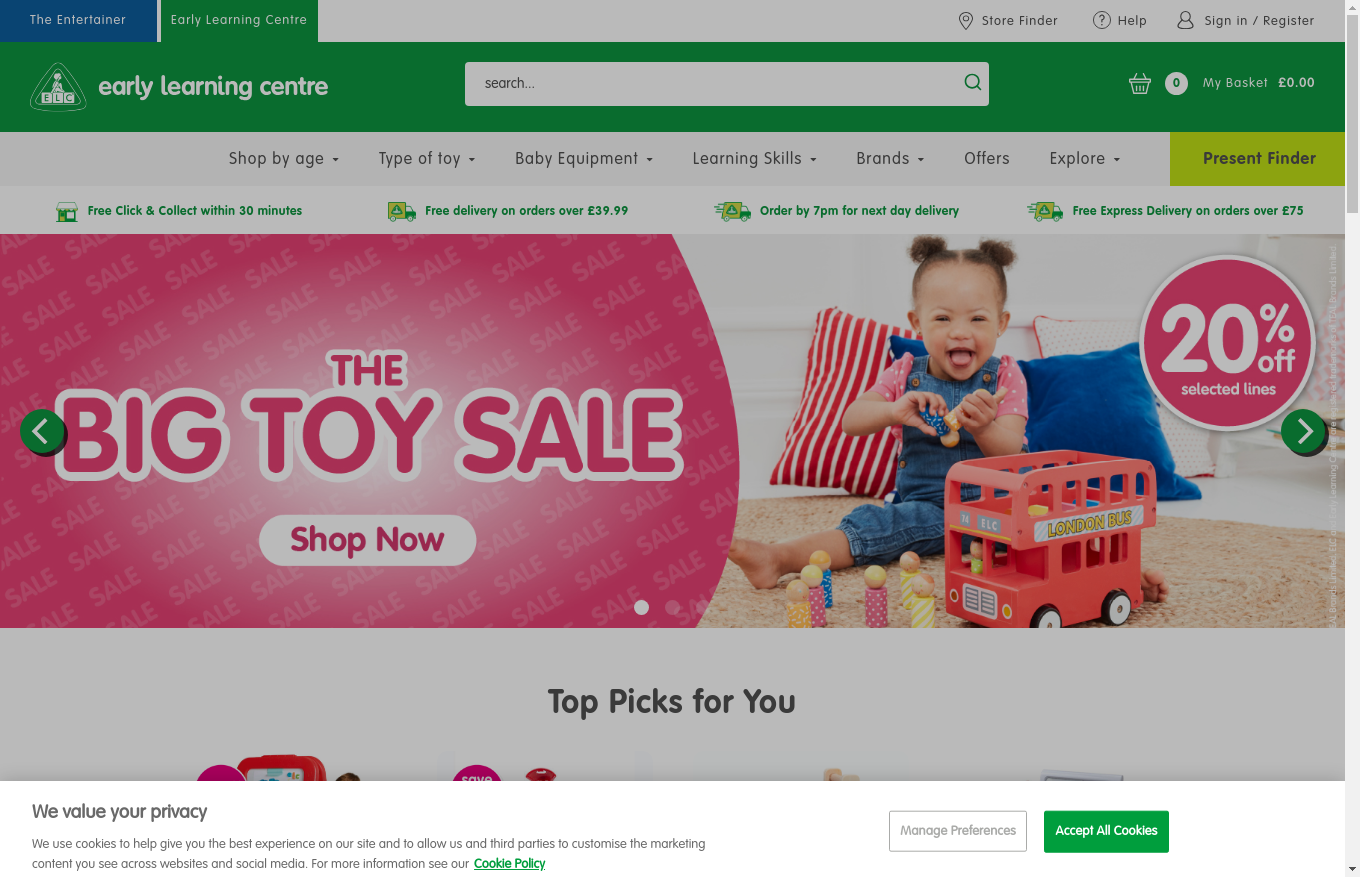 The Entertainer
Early Learning Centre
Store Finder
Help
Sign in / Register
ELC
early learning centre
search...
0
My Basket £0.00
Shop by age
Type of toy
Baby Equipment
Learning Skills
Brands
Offers
Explore
Present Finder
Free Click & Collect within 30 minutes
Free delivery on orders over £39.99
Order by 7pm for next day delivery
Free Express Delivery on orders over £75
THE
BIG TOY SALE
Shop Now
20% off
selected lines
ELC
LONDON BUS
Top Picks for You
save
We value your privacy
We use cookies to help give you the best experience on our site and to allow us and third parties to customise the marketing
content you see across websites and social media. For more information see our Cookie Policy
Manage Preferences
Accept All Cookies